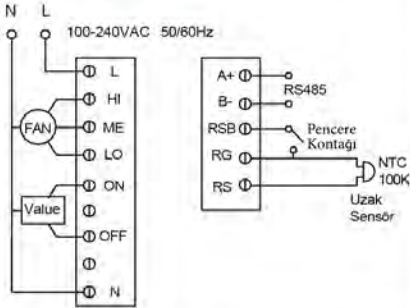 N L
100-240VAC 50/60Hz
L
HI
FAN
ME
LO
ON
Value
OFF
N
A+
RS485
B-
RSB
Pencere
Kontağı
RG
NTC
100K
RS
Uzak
Sensör